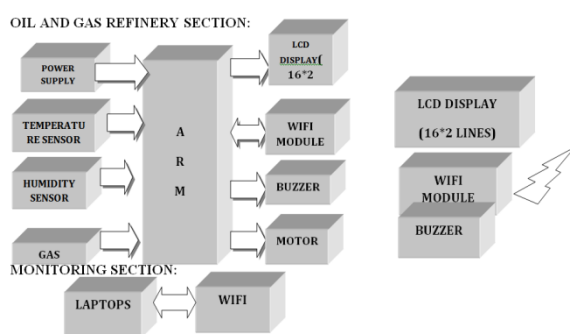 OIL AND GAS REFINERY SECTION:
POWER
SUPPLY
TEMPERATU
RE SENSOR
HUMIDITY
SENSOR
GAS
A
R
M
LCD
DISPLAY(
16*2
WIFI
MODULE
BUZZER
MOTOR
LCD DISPLAY
(16*2 LINES)
WIFI
MODULE
BUZZER
MONITORING SECTION:
LAPTOPS
WIFI